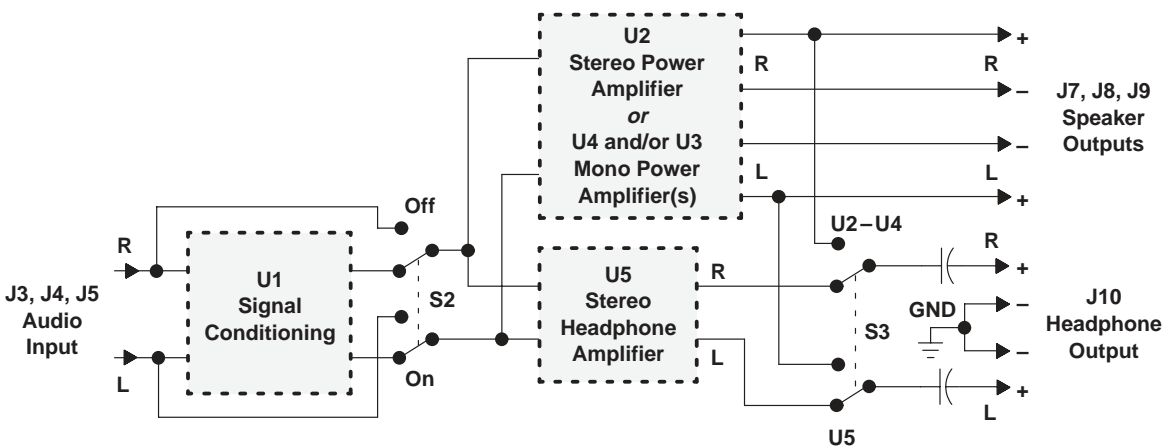 U2
Stereo Power
Amplifier
or
U4 and/or U3
Mono Power
Amplifier(s)
R
L
+
R
–
–
L
+
J7, J8, J9
Speaker
Outputs
J3, J4, J5
Audio
Input
R
L
U1
Signal
Conditioning
Off
S2
On
U5
Stereo
Headphone
Amplifier
R
L
U2–U4
S3
U5
GND
R
+
–
–
+
L
J10
Headphone
Output